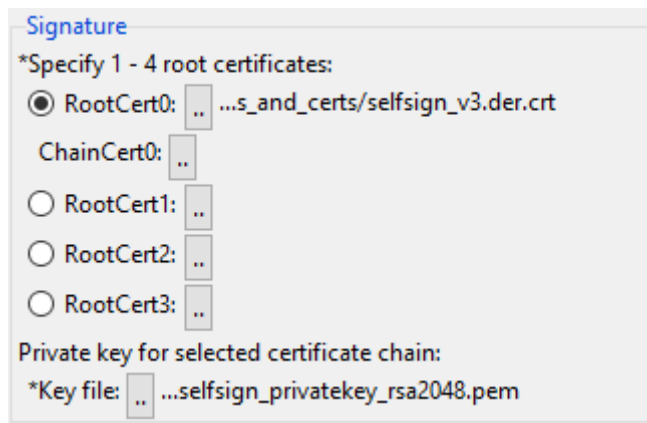 Signature
*Specify 1 - 4 root certificates:
RootCert0: .. ...s_and_certs/selfsign_v3.der.crt
ChainCert0: ..
RootCert1: ..
RootCert2: ..
RootCert3: ..
Private key for selected certificate chain:
*Key file: .. ...selfsign_privatekey_rsa2048.pem